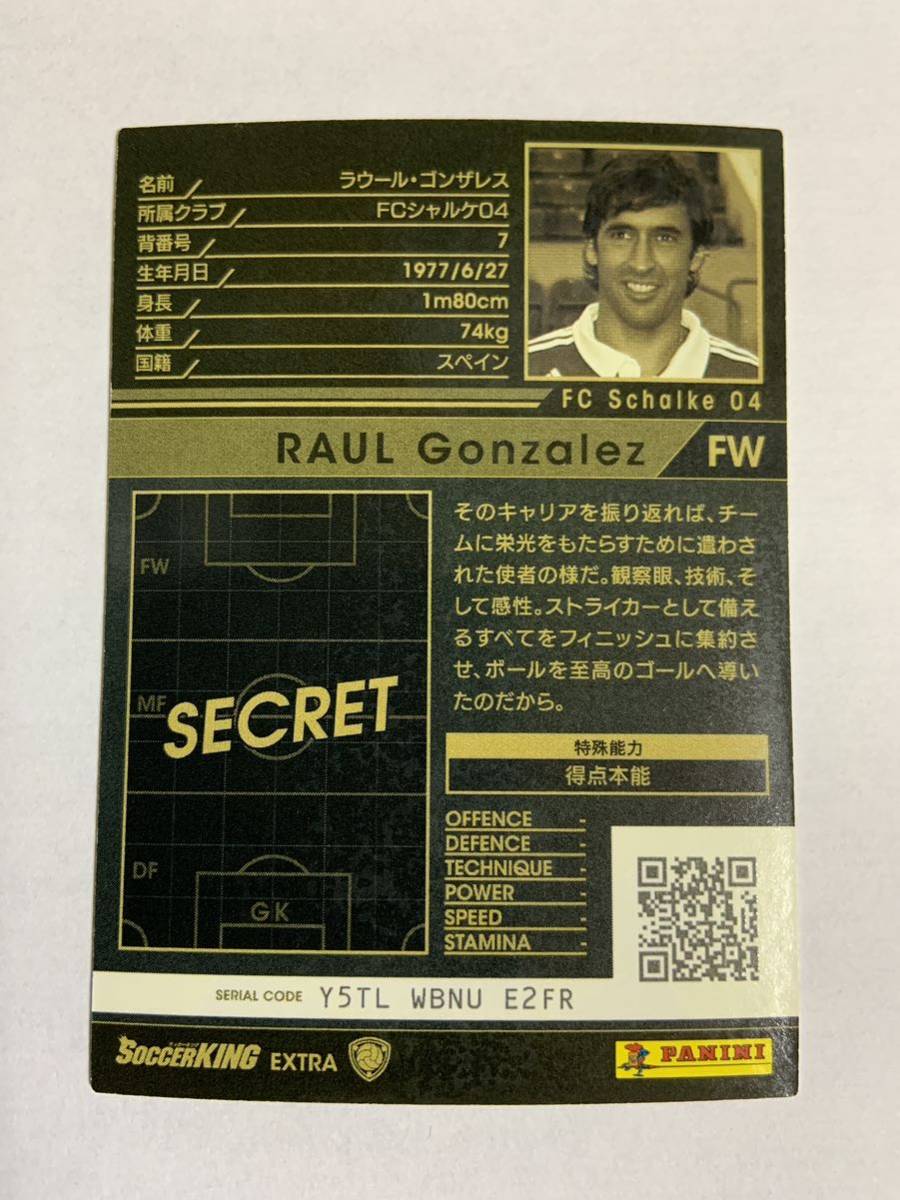 名前 ラウール・ゴンザレス
所属クラブ FCシャルケ04
背番号 7
生年月日 1977/6/27
身長 1m80cm
体重 74kg
国籍 スペイン
FC Schalke 04
RAUL Gonzalez FW
FW
MF
SECRET
DF
GK
そのキャリアを振り返れば、チー
ムに栄光をもたらすために遣わさ
れた使者の様だ。観察眼、技術、そ
して感性。ストライカーとして備え
るすべてをフィニッシュに集約さ
せ、ボールを至高のゴールへ導い
たのだから。
特殊能力
得点本能
OFFENCE -
DEFENCE -
TECHNIQUE -
POWER -
SPEED -
STAMINA -
SERIAL CODE Y5TL WBNU E2FR
SOCCERKING EXTRA
PANINI